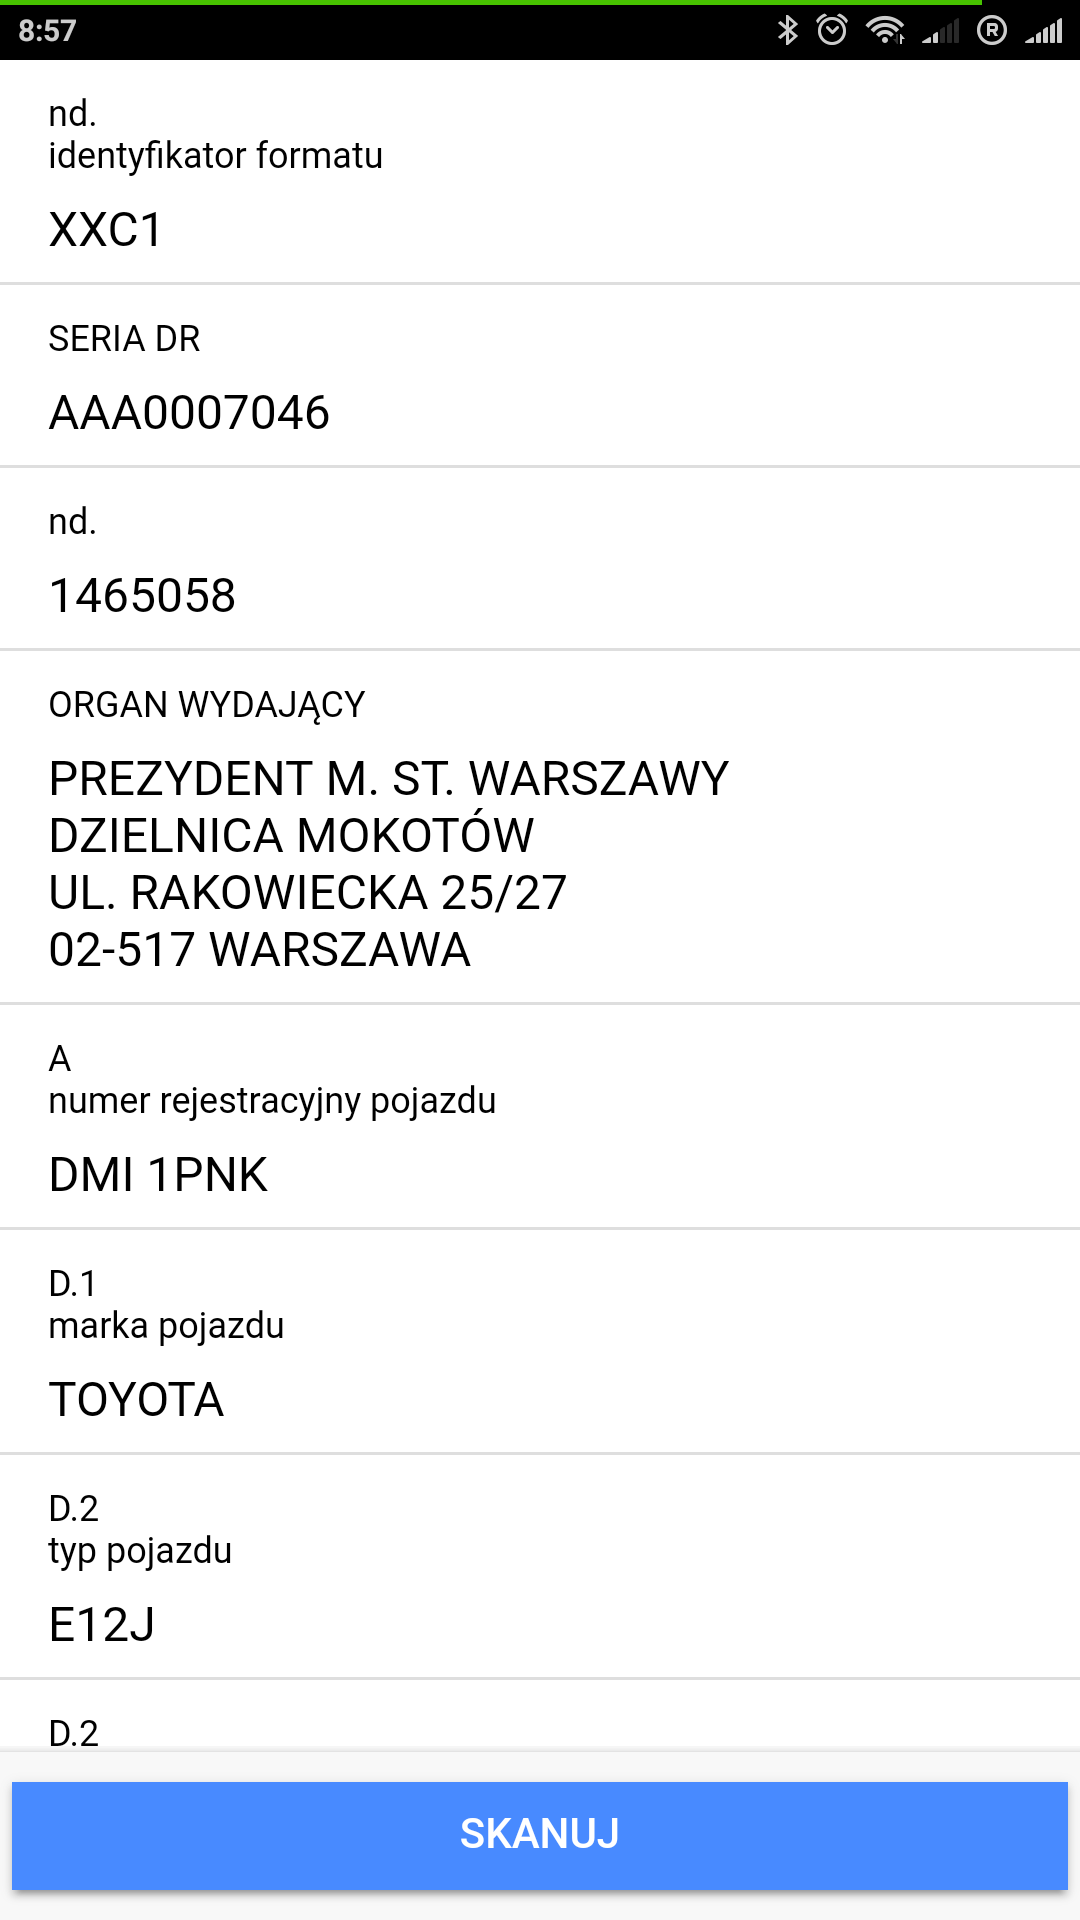 8:57
nd.
identyfikator formatu
XXC1
SERIA DR
AAA0007046
nd.
1465058
ORGAN WYDAJĄCY
PREZYDENT M. ST. WARSZAWY
DZIELNICA MOKOTÓW
UL. RAKOWIECKA 25/27
02-517 WARSZAWA
A
numer rejestracyjny pojazdu
DMI 1PNK
D.1
marka pojazdu
TOYOTA
D.2
typ pojazdu
E12J
D.2
SKANUJ